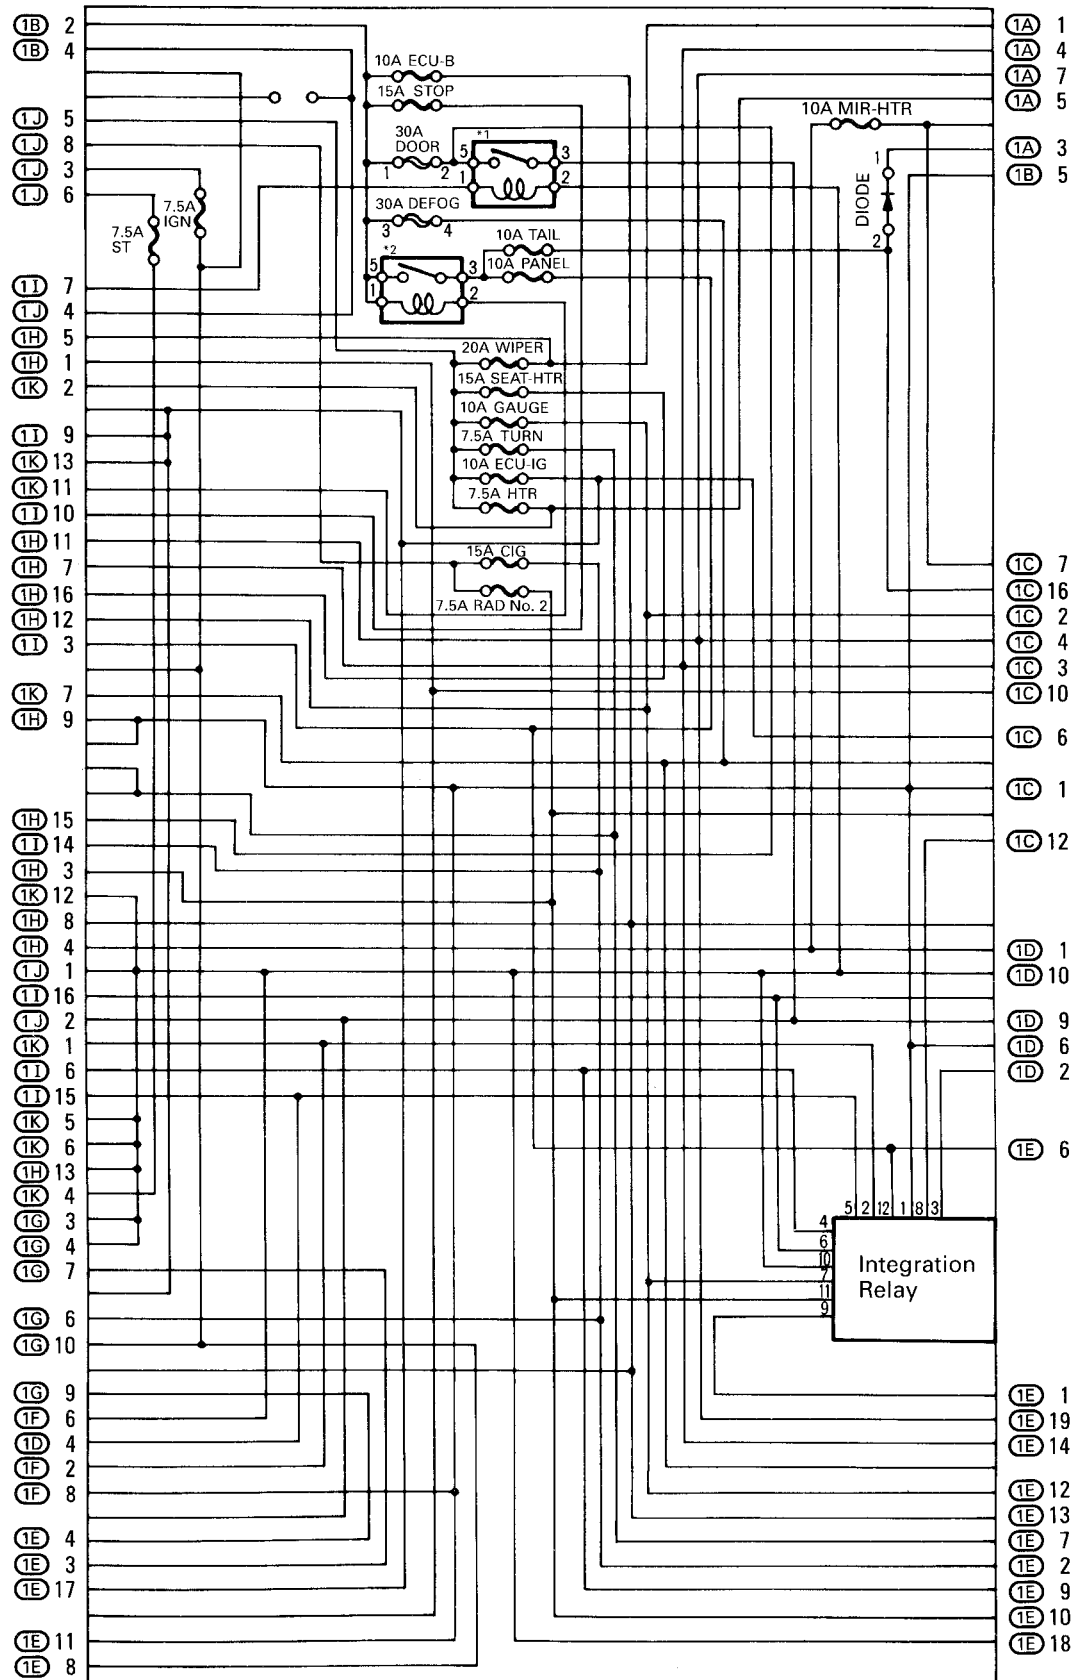 1B 2
1B 4
1J 5
1J 8
1J 3
1J 6
7.5A ST
7.5A IGN
1I 7
1J 4
1H 5
1H 1
1K 2
1I 9
1K 13
1K 11
1I 10
1H 11
1H 7
1H 16
1H 12
1I 3
1K 7
1H 9
1H 15
1I 14
1H 3
1K 12
1H 8
1H 4
1J 1
1I 16
1J 2
1K 1
1I 6
1I 15
1K 5
1K 6
1H 13
1K 4
1G 3
1G 4
1G 7
1G 6
1G 10
1G 9
1F 6
1D 4
1F 2
1F 8
1E 4
1E 3
1E 17
1E 11
1E 8
10A ECU-B
15A STOP
30A DOOR
1 2
*1
5 3
1 2
30A DEFOG
3 4
10A TAIL
10A PANEL
*2
5 3
1 2
20A WIPER
15A SEAT-HTR
10A GAUGE
7.5A TURN
10A ECU-IG
7.5A HTR
15A CIG
7.5A RAD No. 2
10A MIR-HTR
1
DIODE
2
5 2 12 1 8 3
4
6
10
7
11
9
Integration
Relay
1A 1
1A 4
1A 7
1A 5
1A 3
1B 5
1C 7
1C 16
1C 2
1C 4
1C 3
1C 10
1C 6
1C 1
1C 12
1D 1
1D 10
1D 9
1D 6
1D 2
1E 6
1E 1
1E 19
1E 14
1E 12
1E 13
1E 7
1E 2
1E 9
1E 10
1E 18